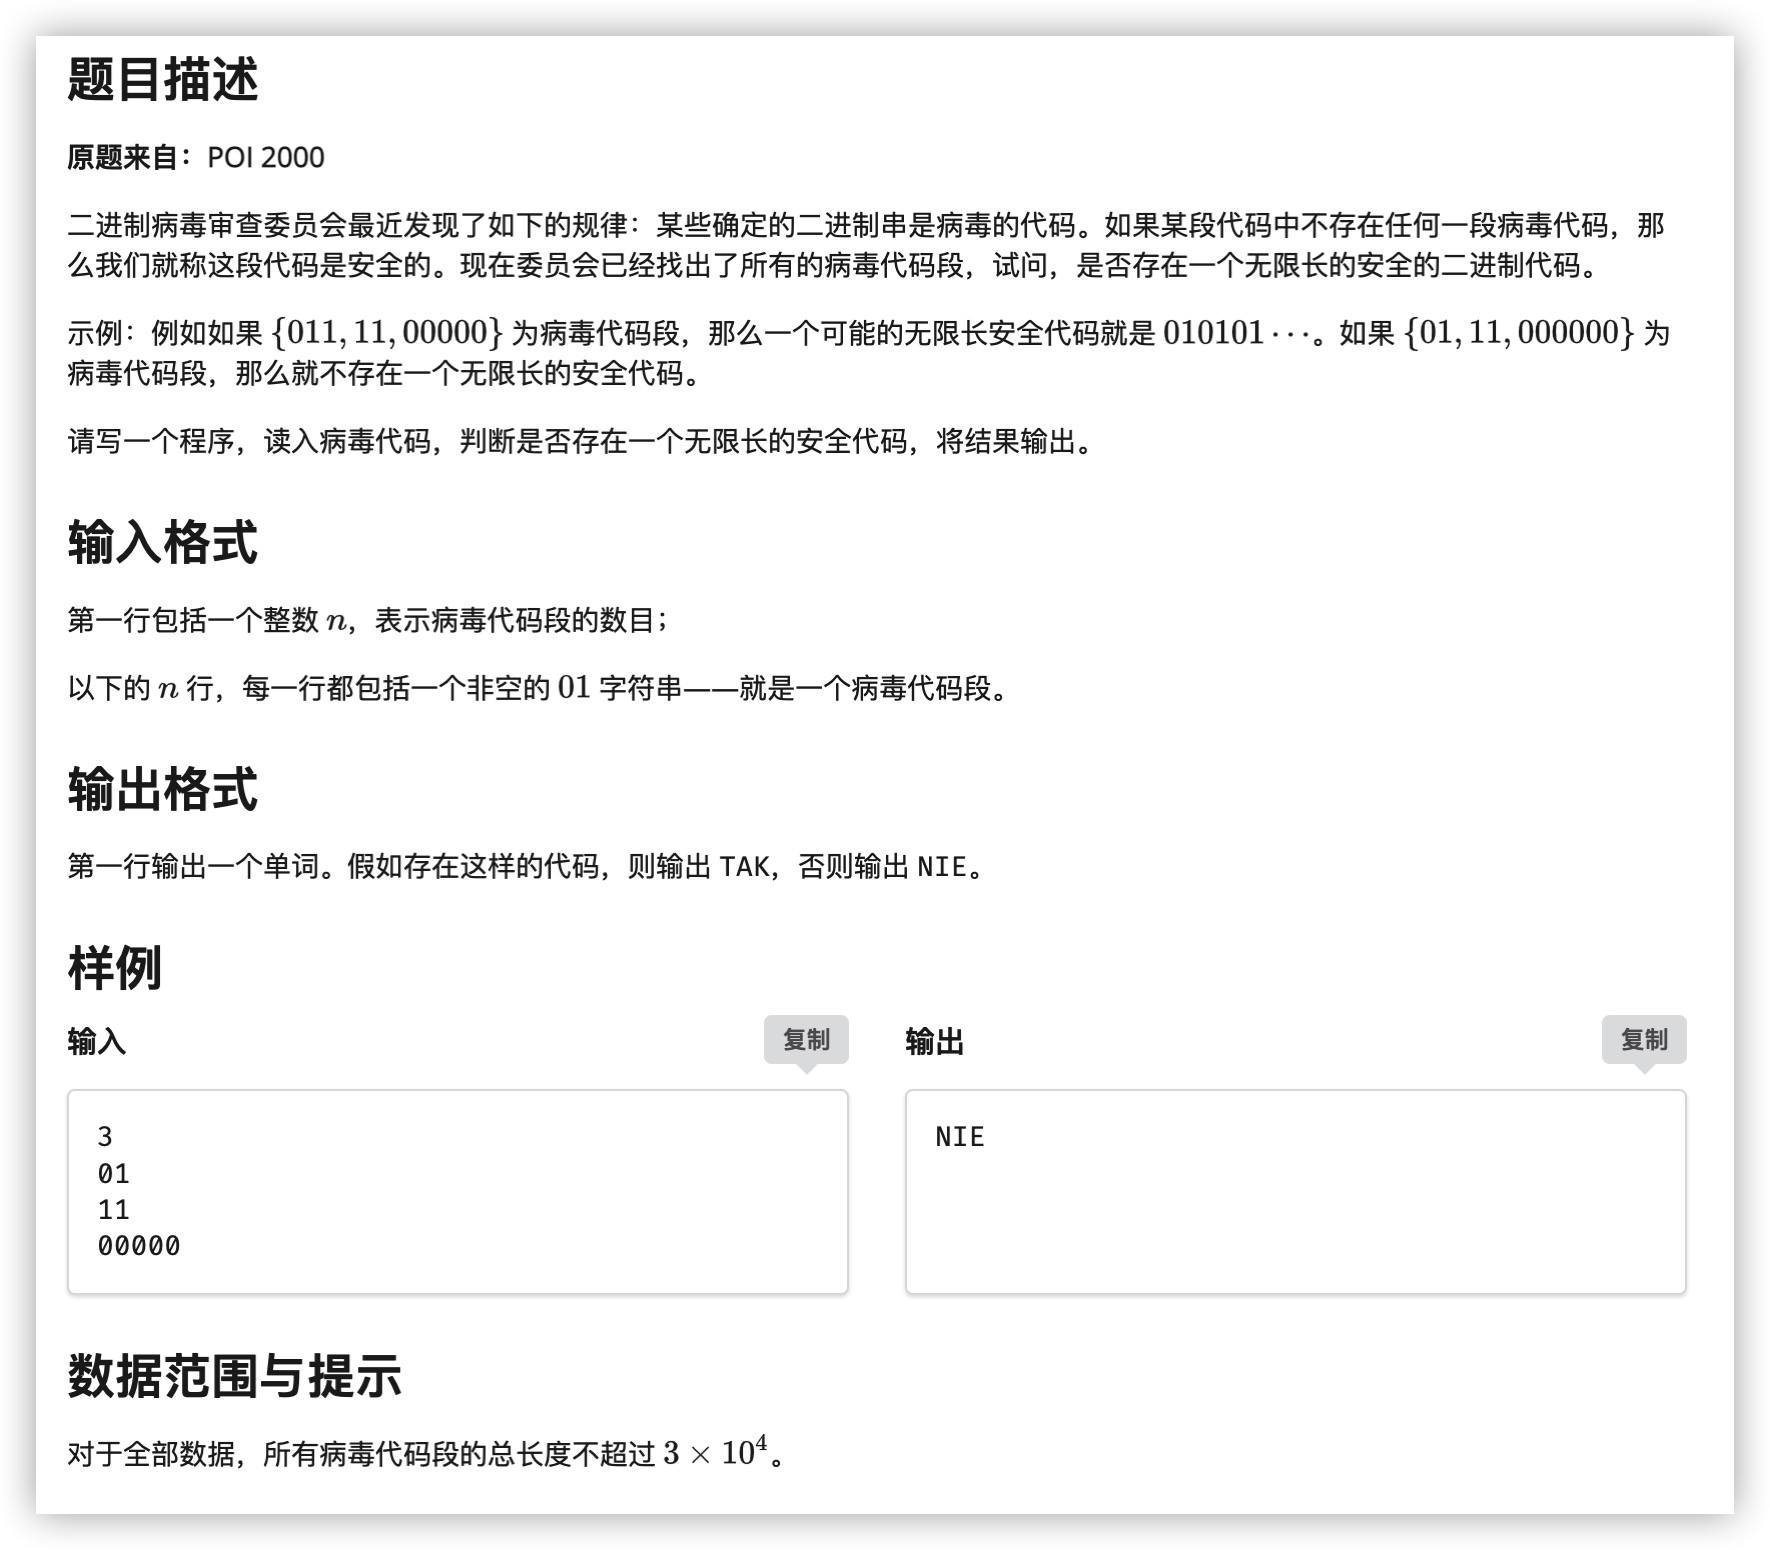 题目描述
原题来自：POI 2000
二进制病毒审查委员会最近发现了如下的规律：某些确定的二进制串是病毒的代码。如果某段代码中不存在任何一段病毒代码，那
么我们就称这段代码是安全的。现在委员会已经找出了所有的病毒代码段，试问，是否存在一个无限长的安全的二进制代码。
示例：例如如果 {011, 11, 00000} 为病毒代码段，那么一个可能的无限长安全代码就是 010101⋯。如果 {01, 11, 000000} 为
病毒代码段，那么就不存在一个无限长的安全代码。
请写一个程序，读入病毒代码，判断是否存在一个无限长的安全代码，将结果输出。
输入格式
第一行包括一个整数 n，表示病毒代码段的数目；
以下的 n 行，每一行都包括一个非空的 01 字符串——就是一个病毒代码段。
输出格式
第一行输出一个单词。假如存在这样的代码，则输出 TAK，否则输出 NIE。
样例
输入 复制
3
01
11
00000
输出 复制
NIE
数据范围与提示
对于全部数据，所有病毒代码段的总长度不超过 3 × 10⁴。